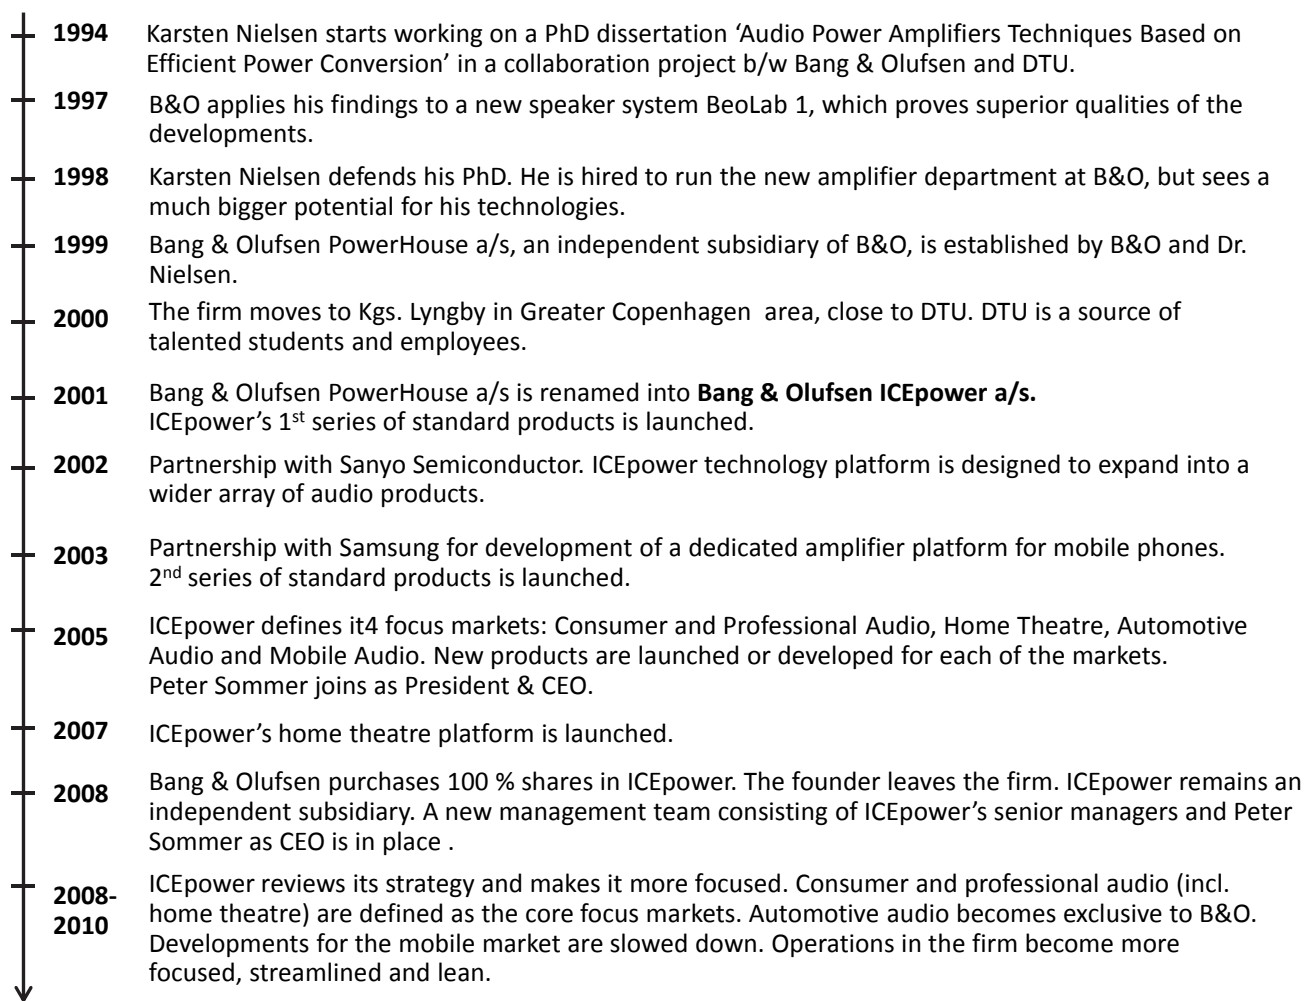 1994 Karsten Nielsen starts working on a PhD dissertation ‘Audio Power Amplifiers Techniques Based on
Efficient Power Conversion’ in a collaboration project b/w Bang & Olufsen and DTU.
1997 B&O applies his findings to a new speaker system BeoLab 1, which proves superior qualities of the
developments.
1998 Karsten Nielsen defends his PhD. He is hired to run the new amplifier department at B&O, but sees a
much bigger potential for his technologies.
1999 Bang & Olufsen PowerHouse a/s, an independent subsidiary of B&O, is established by B&O and Dr.
Nielsen.
2000 The firm moves to Kgs. Lyngby in Greater Copenhagen area, close to DTU. DTU is a source of
talented students and employees.
2001 Bang & Olufsen PowerHouse a/s is renamed into Bang & Olufsen ICEpower a/s.
ICEpower’s 1st series of standard products is launched.
2002 Partnership with Sanyo Semiconductor. ICEpower technology platform is designed to expand into a
wider array of audio products.
2003 Partnership with Samsung for development of a dedicated amplifier platform for mobile phones.
2nd series of standard products is launched.
2005 ICEpower defines it4 focus markets: Consumer and Professional Audio, Home Theatre, Automotive
Audio and Mobile Audio. New products are launched or developed for each of the markets.
Peter Sommer joins as President & CEO.
2007 ICEpower’s home theatre platform is launched.
2008 Bang & Olufsen purchases 100 % shares in ICEpower. The founder leaves the firm. ICEpower remains an
independent subsidiary. A new management team consisting of ICEpower’s senior managers and Peter
Sommer as CEO is in place .
2008-
2010 ICEpower reviews its strategy and makes it more focused. Consumer and professional audio (incl.
home theatre) are defined as the core focus markets. Automotive audio becomes exclusive to B&O.
Developments for the mobile market are slowed down. Operations in the firm become more
focused, streamlined and lean.